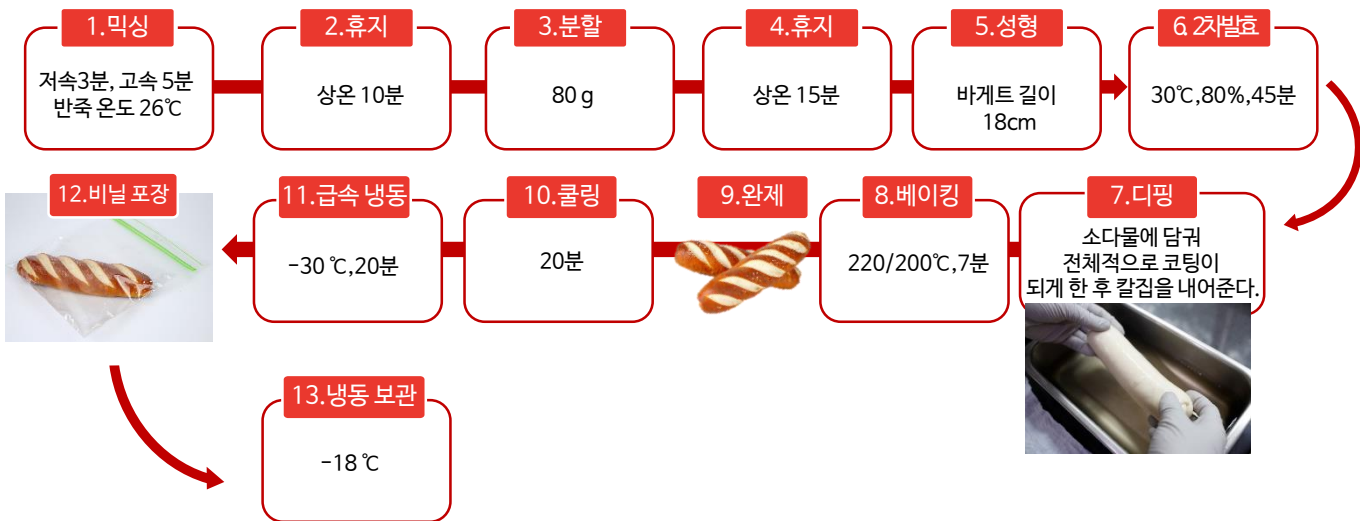 1.믹싱
저속3분, 고속 5분
반죽 온도 26℃
2.휴지
상온 10분
3.분할
80 g
4.휴지
상온 15분
5.성형
바게트 길이
18cm
6.2차발효
30℃,80%,45분
7.디핑
소다물에 담궈
전체적으로 코팅이
되게 한 후 칼집을 내어준다.
8.베이킹
220/200℃,7분
9.완제
10.쿨링
20분
11.급속 냉동
-30 ℃,20분
12.비닐 포장
13.냉동 보관
-18 ℃